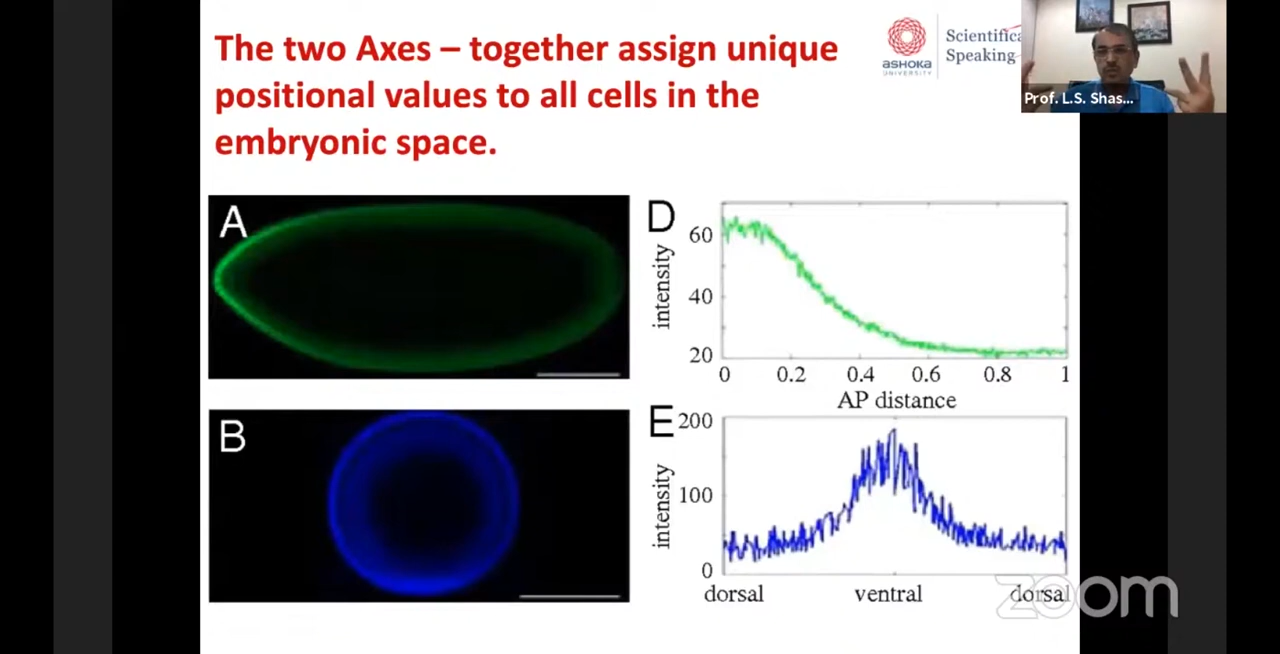 The two Axes – together assign unique
positional values to all cells in the
embryonic space.
ASHOKA
UNIVERSITY
Speaking
Prof. L.S. Shas...
A
B
D
intensity
60
40
20
0 0.2 0.4 0.6 0.8 1
AP distance
E
intensity
200
100
0
dorsal ventral dorsal
zoom